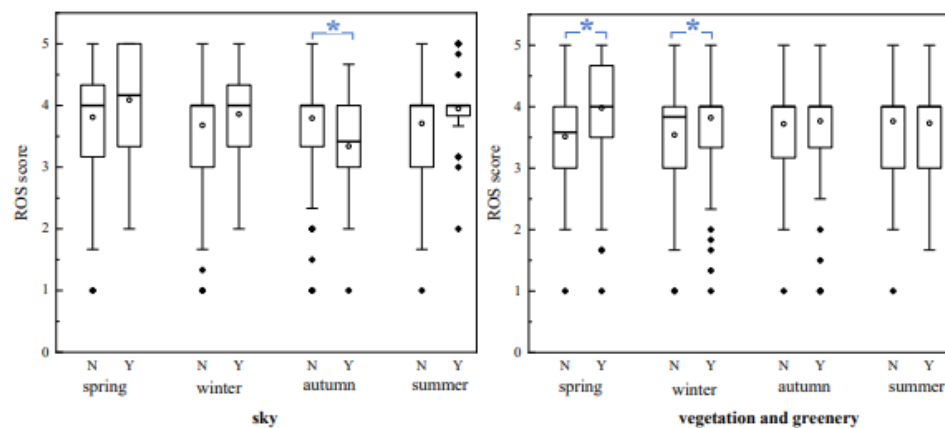 *
* *
5 5
4 4
3 3
2 2
1 1
0 0
ROS score ROS score
N Y N Y N Y N Y N Y N Y N Y N Y
spring winter autumn summer spring winter autumn summer
sky vegetation and greenery